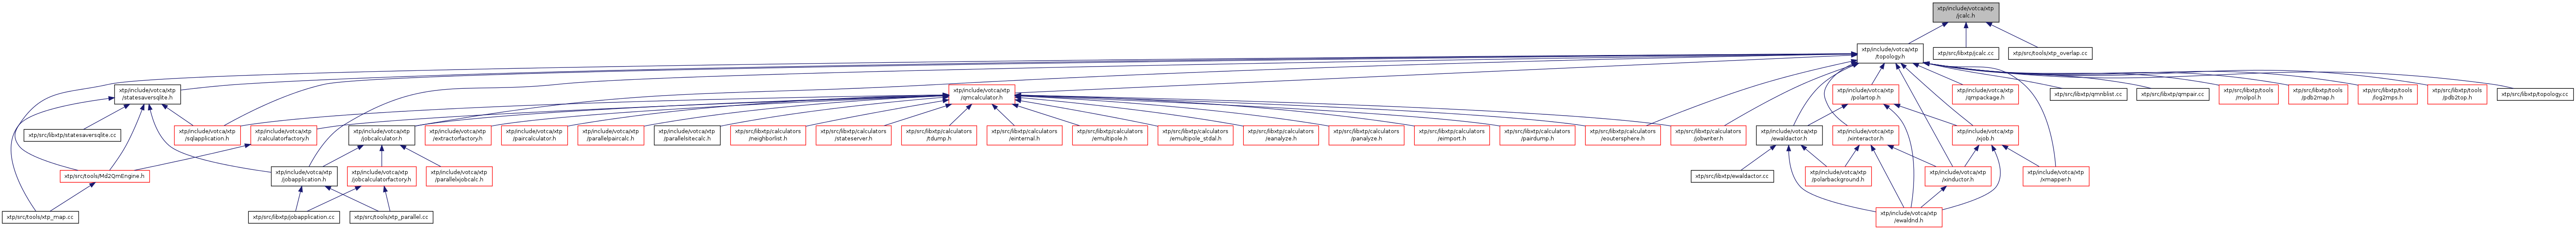 xtp/include/votca/xtp
/jcalc.h
xtp/include/votca/xtp
/topology.h
xtp/src/libxtp/jcalc.cc
xtp/src/tools/xtp_overlap.cc
xtp/include/votca/xtp
/statesaversqlite.h
xtp/include/votca/xtp
/qmcalculator.h
xtp/include/votca/xtp
/polartop.h
xtp/include/votca/xtp
/qmpackage.h
xtp/src/libxtp/qmnblist.cc
xtp/src/libxtp/qmpair.cc
xtp/src/libxtp/tools
/molpol.h
xtp/src/libxtp/tools
/pdb2map.h
xtp/src/libxtp/tools
/log2mps.h
xtp/src/libxtp/tools
/pdb2top.h
xtp/src/libxtp/topology.cc
xtp/src/libxtp/statesaversqlite.cc
xtp/include/votca/xtp
/sqlapplication.h
xtp/include/votca/xtp
/calculatorfactory.h
xtp/include/votca/xtp
/jobcalculator.h
xtp/include/votca/xtp
/extractorfactory.h
xtp/include/votca/xtp
/paircalculator.h
xtp/include/votca/xtp
/parallelpaircalc.h
xtp/include/votca/xtp
/parallelsitecalc.h
xtp/src/libxtp/calculators
/neighborlist.h
xtp/src/libxtp/calculators
/stateserver.h
xtp/src/libxtp/calculators
/tdump.h
xtp/src/libxtp/calculators
/einternal.h
xtp/src/libxtp/calculators
/emultipole.h
xtp/src/libxtp/calculators
/emultipole_stdal.h
xtp/src/libxtp/calculators
/eanalyze.h
xtp/src/libxtp/calculators
/ianalyze.h
xtp/src/libxtp/calculators
/eimport.h
xtp/src/libxtp/calculators
/pairdump.h
xtp/src/libxtp/calculators
/eoutersphere.h
xtp/src/libxtp/calculators
/jobwriter.h
xtp/include/votca/xtp
/ewaldactor.h
xtp/include/votca/xtp
/xinteractor.h
xtp/include/votca/xtp
/xjob.h
xtp/src/tools/Md2QmEngine.h
xtp/include/votca/xtp
/jobapplication.h
xtp/include/votca/xtp
/jobcalculatorfactory.h
xtp/include/votca/xtp
/parallelxjobcalc.h
xtp/src/libxtp/ewaldactor.cc
xtp/include/votca/xtp
/polarbackground.h
xtp/include/votca/xtp
/xinductor.h
xtp/include/votca/xtp
/xmapper.h
xtp/src/tools/xtp_map.cc
xtp/src/libxtp/jobapplication.cc
xtp/src/tools/xtp_parallel.cc
xtp/include/votca/xtp
/ewaldnd.h